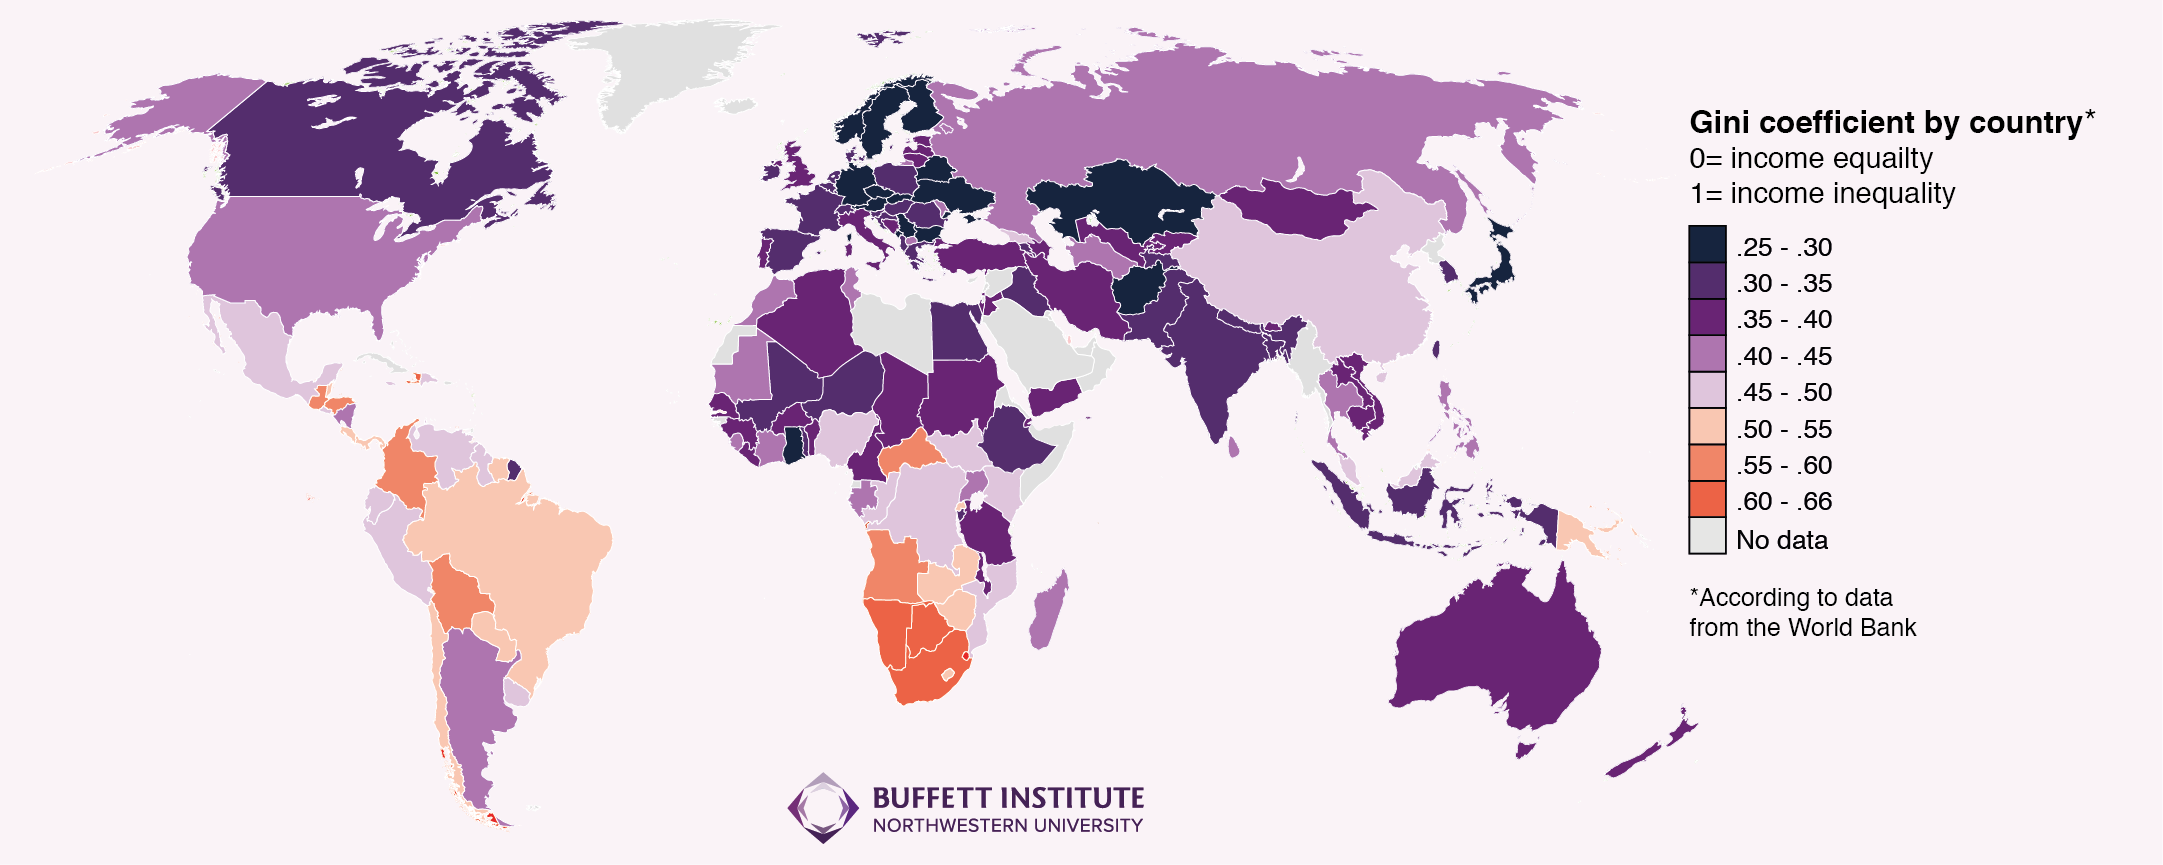 Gini coefficient by country*
0= income equailty
1= income inequality
.25 - .30
.30 - .35
.35 - .40
.40 - .45
.45 - .50
.50 - .55
.55 - .60
.60 - .66
No data
*According to data
from the World Bank
BUFFETT INSTITUTE
NORTHWESTERN UNIVERSITY